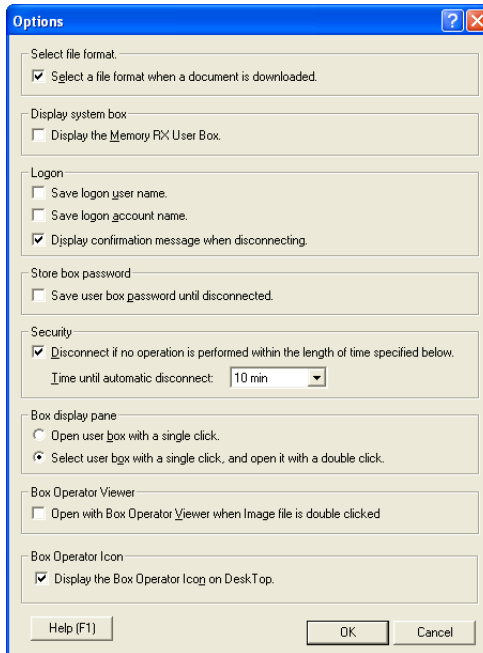 Options
Select file format.
Select a file format when a document is downloaded.
Display system box
Display the Memory RX User Box.
Logon
Save logon user name.
Save logon account name.
Display confirmation message when disconnecting.
Store box password
Save user box password until disconnected.
Security
Disconnect if no operation is performed within the length of time specified below.
Time until automatic disconnect: 10 min
Box display pane
Open user box with a single click.
Select user box with a single click, and open it with a double click.
Box Operator Viewer
Open with Box Operator Viewer when Image file is double clicked
Box Operator Icon
Display the Box Operator Icon on DeskTop.
Help (F1) OK Cancel